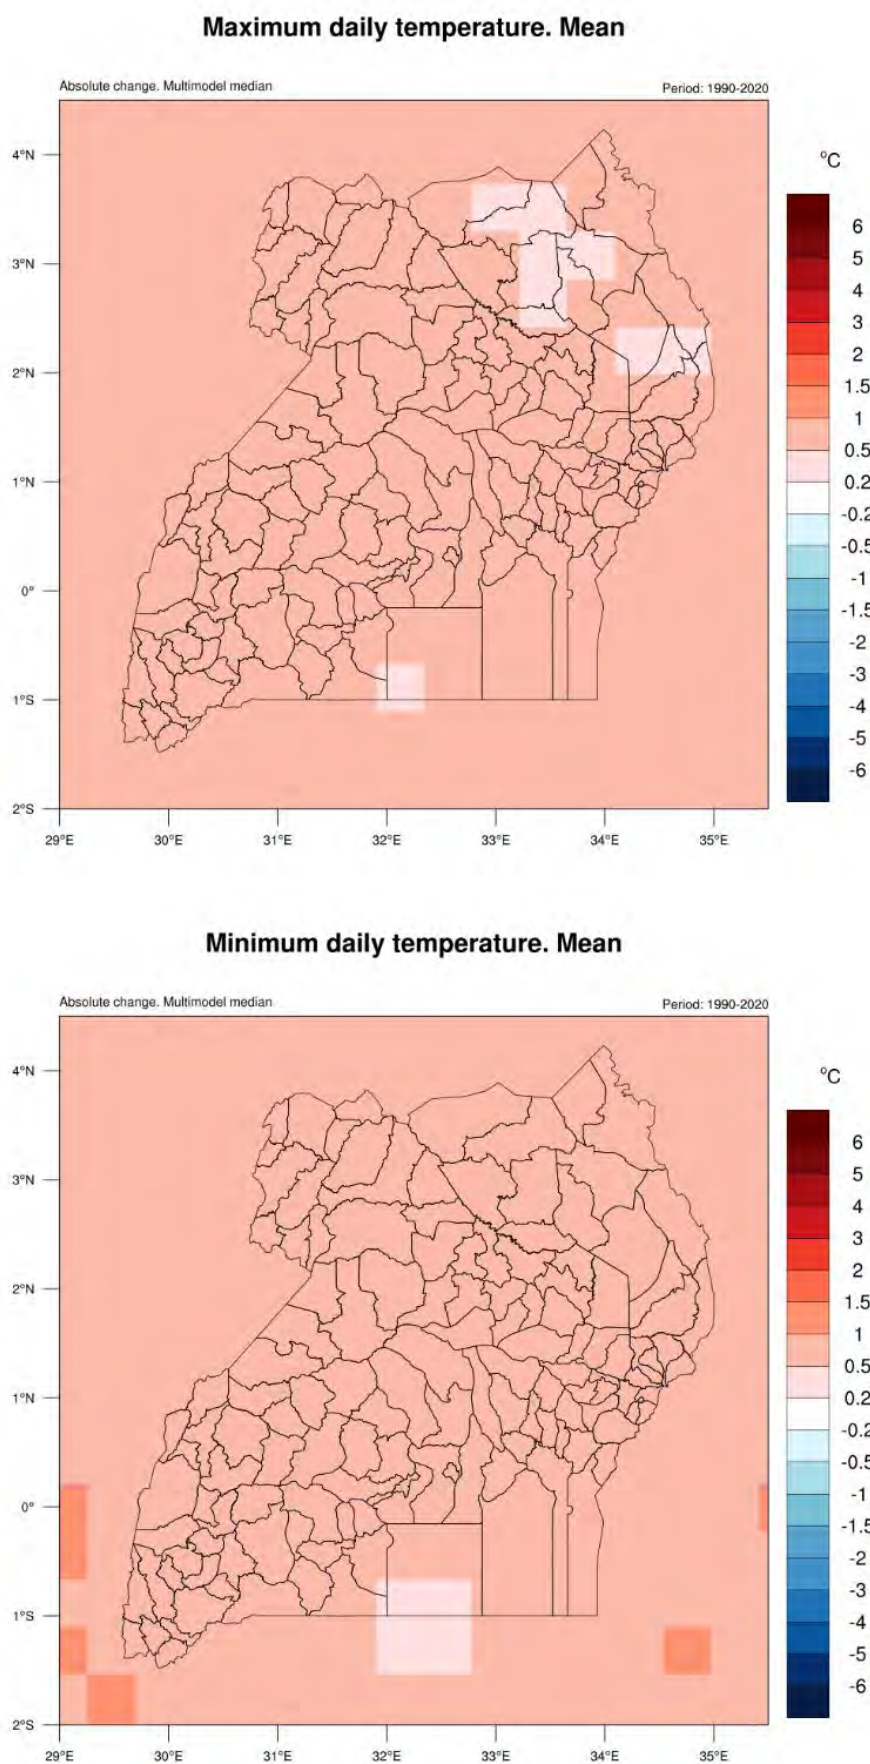 Maximum daily temperature. Mean
Absolute change. Multimodel median Period: 1990-2020
°C
4°N
3°N
2°N
1°N
0°
1°S
2°S
29°E 30°E 31°E 32°E 33°E 34°E 35°E
6
5
4
3
2
1.5
1
0.5
0.2
-0.2
-0.5
-1
-1.5
-2
-3
-4
-5
-6
Minimum daily temperature. Mean
Absolute change. Multimodel median Period: 1990-2020
°C
4°N
3°N
2°N
1°N
0°
1°S
2°S
29°E 30°E 31°E 32°E 33°E 34°E 35°E
6
5
4
3
2
1.5
1
0.5
0.2
-0.2
-0.5
-1
-1.5
-2
-3
-4
-5
-6